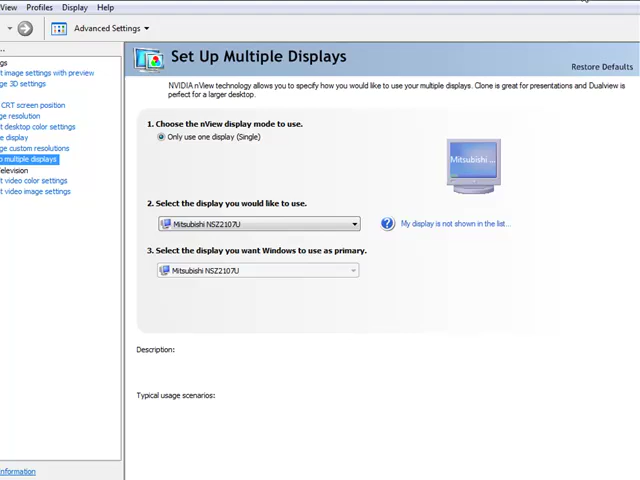 View Profiles Display Help
Advanced Settings
Set Up Multiple Displays
Restore Defaults
NVIDIA nView technology allows you to specify how you would like to use your multiple displays. Clone is great for presentations and Dualview is
perfect for a larger desktop.
1. Choose the nView display mode to use.
Only use one display (Single)
Mitsubishi ...
2. Select the display you would like to use.
Mitsubishi NSZ2107U
My display is not shown in the list...
3. Select the display you want Windows to use as primary.
Mitsubishi NSZ2107U
Description:
Typical usage scenarios:
...
gs
t image settings with preview
ge 3D settings
CRT screen position
ge resolution
t desktop color settings
e display
ge custom resolutions
p multiple displays
Television
t video color settings
t video image settings
Information